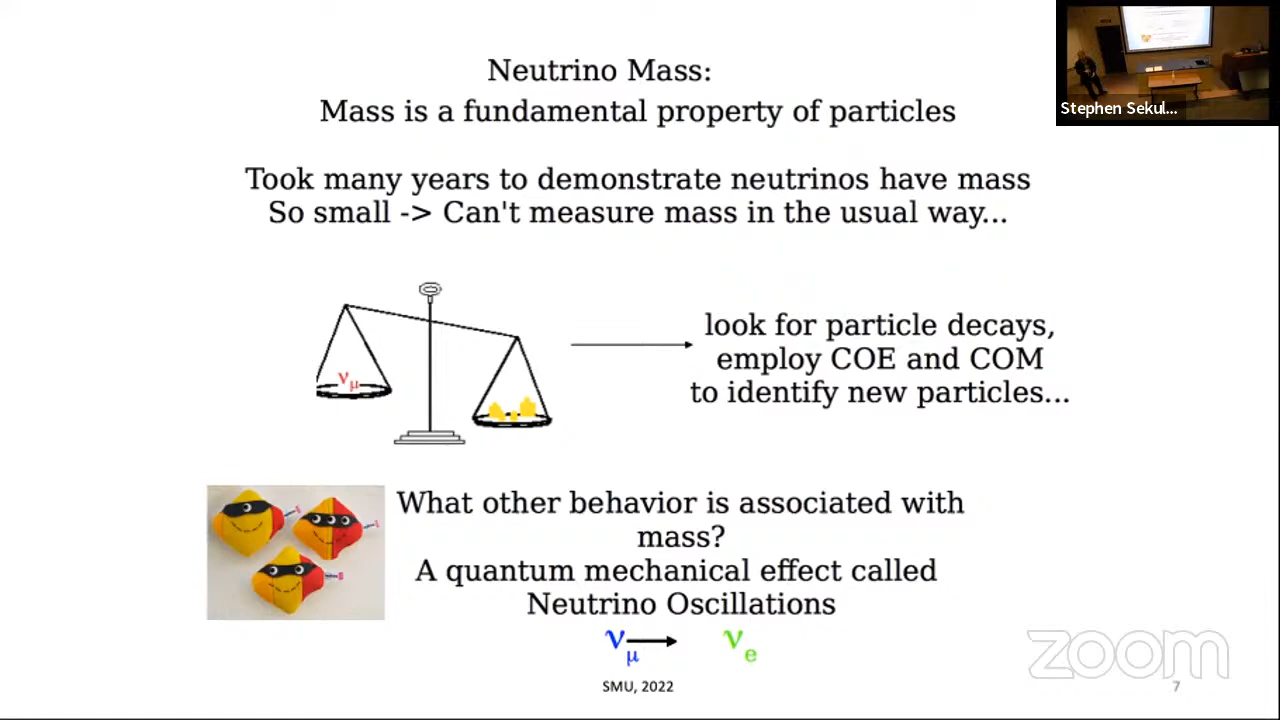 Neutrino Mass:
Mass is a fundamental property of particles
Took many years to demonstrate neutrinos have mass
So small -> Can't measure mass in the usual way...
νμ
look for particle decays,
employ COE and COM
to identify new particles...
What other behavior is associated with
mass?
A quantum mechanical effect called
Neutrino Oscillations
νμ → νe
SMU, 2022
7
Stephen Sekul...
zoom